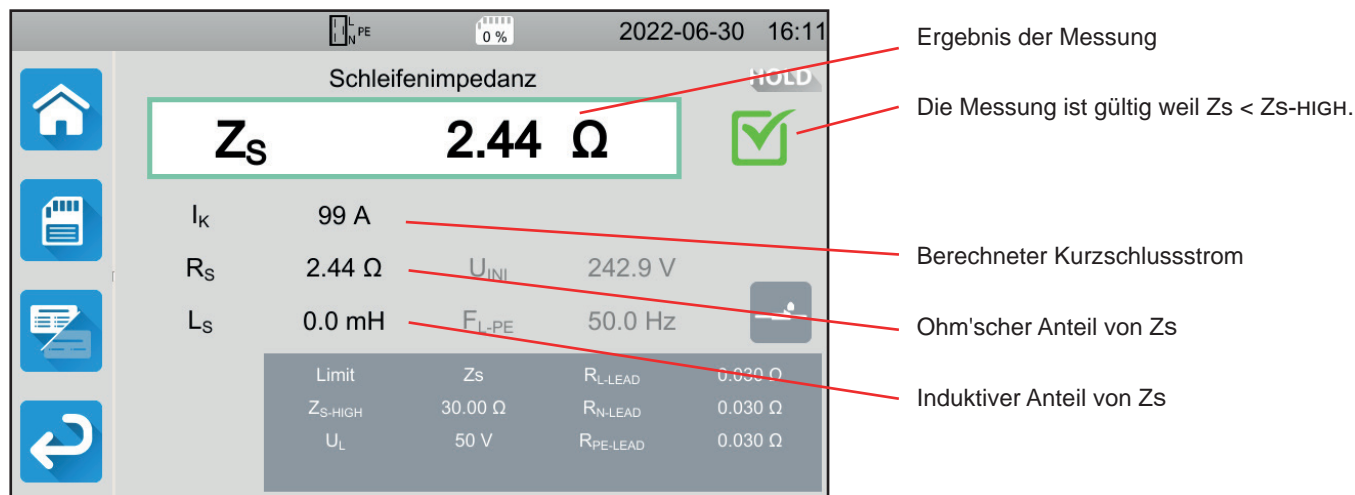 L
N PE
0 %
2022-06-30 16:11
Schleifenimpedanz
HOLD
ZS 2.44 Ω
IK 99 A
RS 2.44 Ω UINI 242.9 V
LS 0.0 mH FL-PE 50.0 Hz
Limit Zs RL-LEAD 0.030 Ω
ZS-HIGH 30.00 Ω RN-LEAD 0.030 Ω
UL 50 V RPE-LEAD 0.030 Ω
Ergebnis der Messung
Die Messung ist gültig weil Zs < Zs-HIGH.
Berechneter Kurzschlussstrom
Ohm'scher Anteil von Zs
Induktiver Anteil von Zs